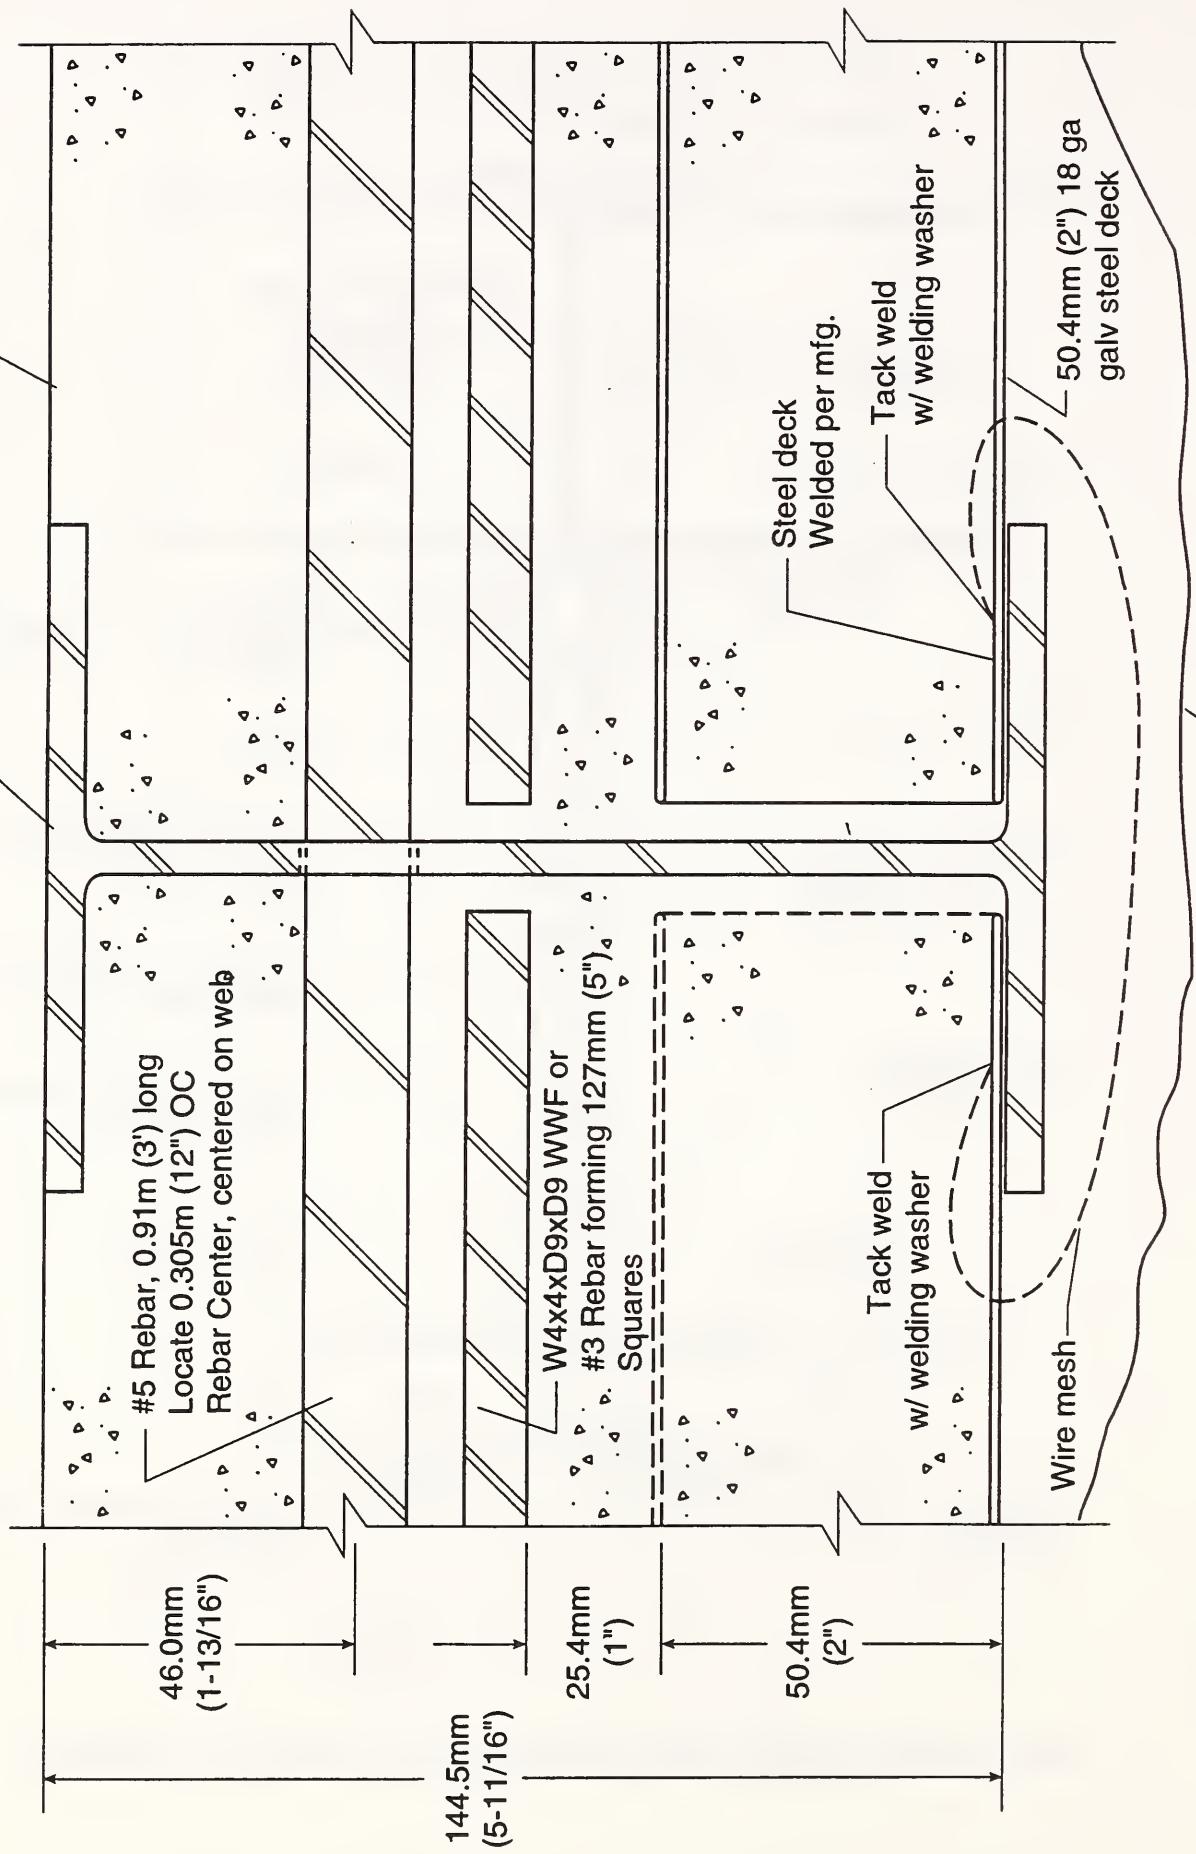 #5 Rebar, 0.91m (3') long
Locate 0.305m (12") OC
Rebar Center, centered on web
W4x4xD9xD9 WWF or
#3 Rebar forming 127mm (5")
Squares
Steel deck
Welded per mfg.
Tack weld
w/ welding washer
50.4mm (2") 18 ga
galv steel deck
Tack weld
w/ welding washer
Wire mesh
46.0mm
(1-13/16")
25.4mm
(1")
50.4mm
(2")
144.5mm
(5-11/16")